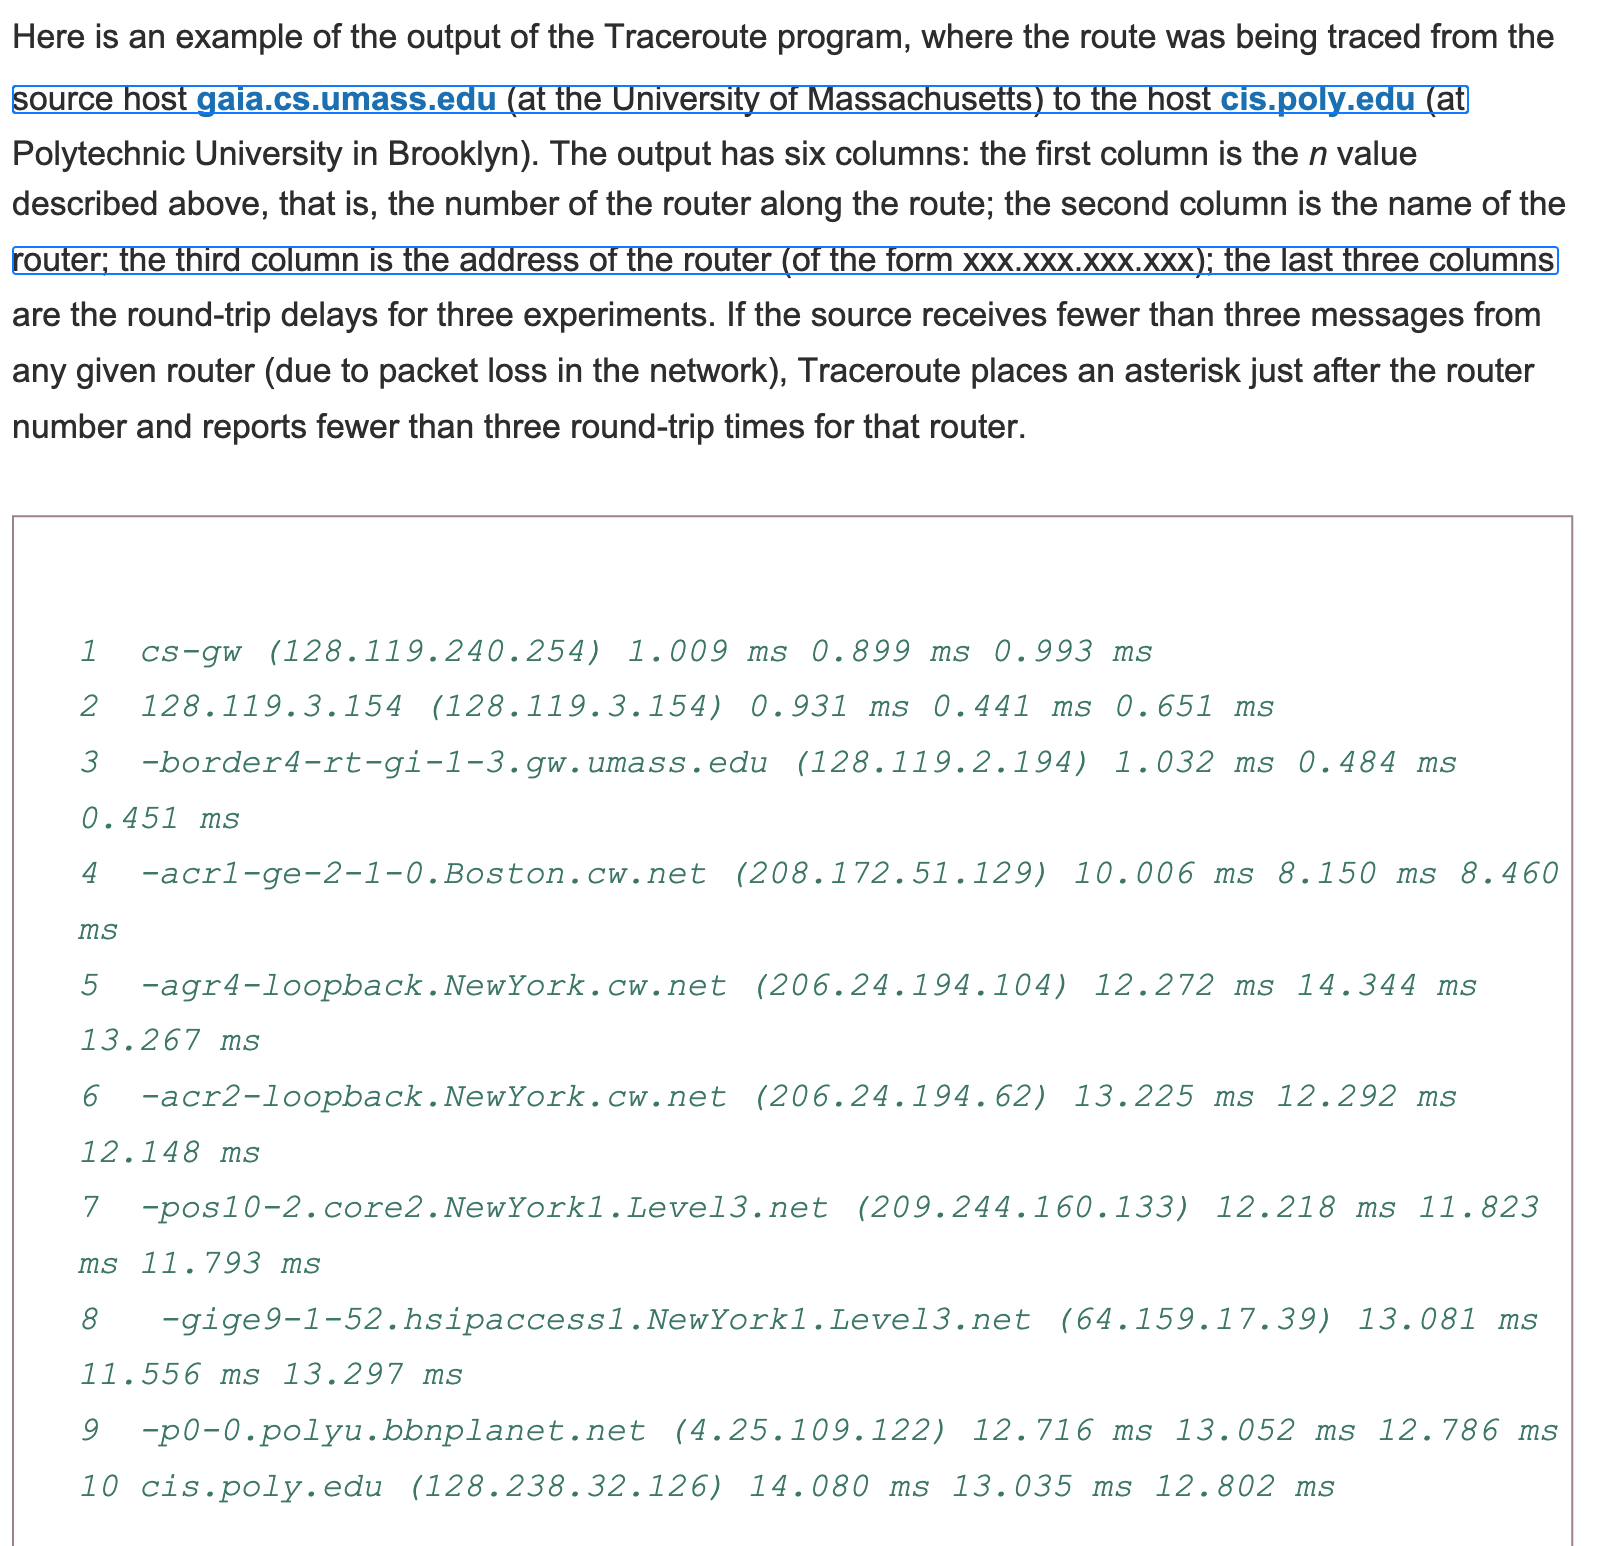 Here is an example of the output of the Traceroute program, where the route was being traced from the
source host gaia.cs.umass.edu (at the University of Massachusetts) to the host cis.poly.edu (at
Polytechnic University in Brooklyn). The output has six columns: the first column is the n value
described above, that is, the number of the router along the route; the second column is the name of the
router; the third column is the address of the router (of the form xxx.xxx.xxx.xxx); the last three columns
are the round-trip delays for three experiments. If the source receives fewer than three messages from
any given router (due to packet loss in the network), Traceroute places an asterisk just after the router
number and reports fewer than three round-trip times for that router.
1 cs-gw (128.119.240.254) 1.009 ms 0.899 ms 0.993 ms
2 128.119.3.154 (128.119.3.154) 0.931 ms 0.441 ms 0.651 ms
3 -border4-rt-gi-1-3.gw.umass.edu (128.119.2.194) 1.032 ms 0.484 ms
0.451 ms
4 -acr1-ge-2-1-0.Boston.cw.net (208.172.51.129) 10.006 ms 8.150 ms 8.460
ms
5 -agr4-loopback.NewYork.cw.net (206.24.194.104) 12.272 ms 14.344 ms
13.267 ms
6 -acr2-loopback.NewYork.cw.net (206.24.194.62) 13.225 ms 12.292 ms
12.148 ms
7 -pos10-2.core2.NewYork1.Level3.net (209.244.160.133) 12.218 ms 11.823
ms 11.793 ms
8 -gige9-1-52.hsipaccess1.NewYork1.Level3.net (64.159.17.39) 13.081 ms
11.556 ms 13.297 ms
9 -p0-0.polyu.bbnplanet.net (4.25.109.122) 12.716 ms 13.052 ms 12.786 ms
10 cis.poly.edu (128.238.32.126) 14.080 ms 13.035 ms 12.802 ms